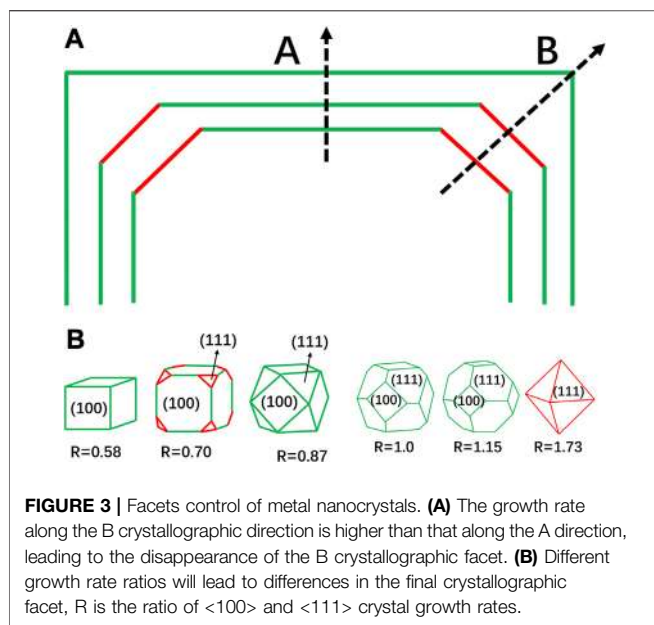 A
A
B
B
(111)
(111)
(100)
(100)
(100)
(111)
(100)
(111)
(100)
(111)
R=0.58
R=0.70
R=0.87
R=1.0
R=1.15
R=1.73
FIGURE 3 | Facets control of metal nanocrystals. (A) The growth rate
along the B crystallographic direction is higher than that along the A direction,
leading to the disappearance of the B crystallographic facet. (B) Different
growth rate ratios will lead to differences in the final crystallographic
facet, R is the ratio of <100> and <111> crystal growth rates.